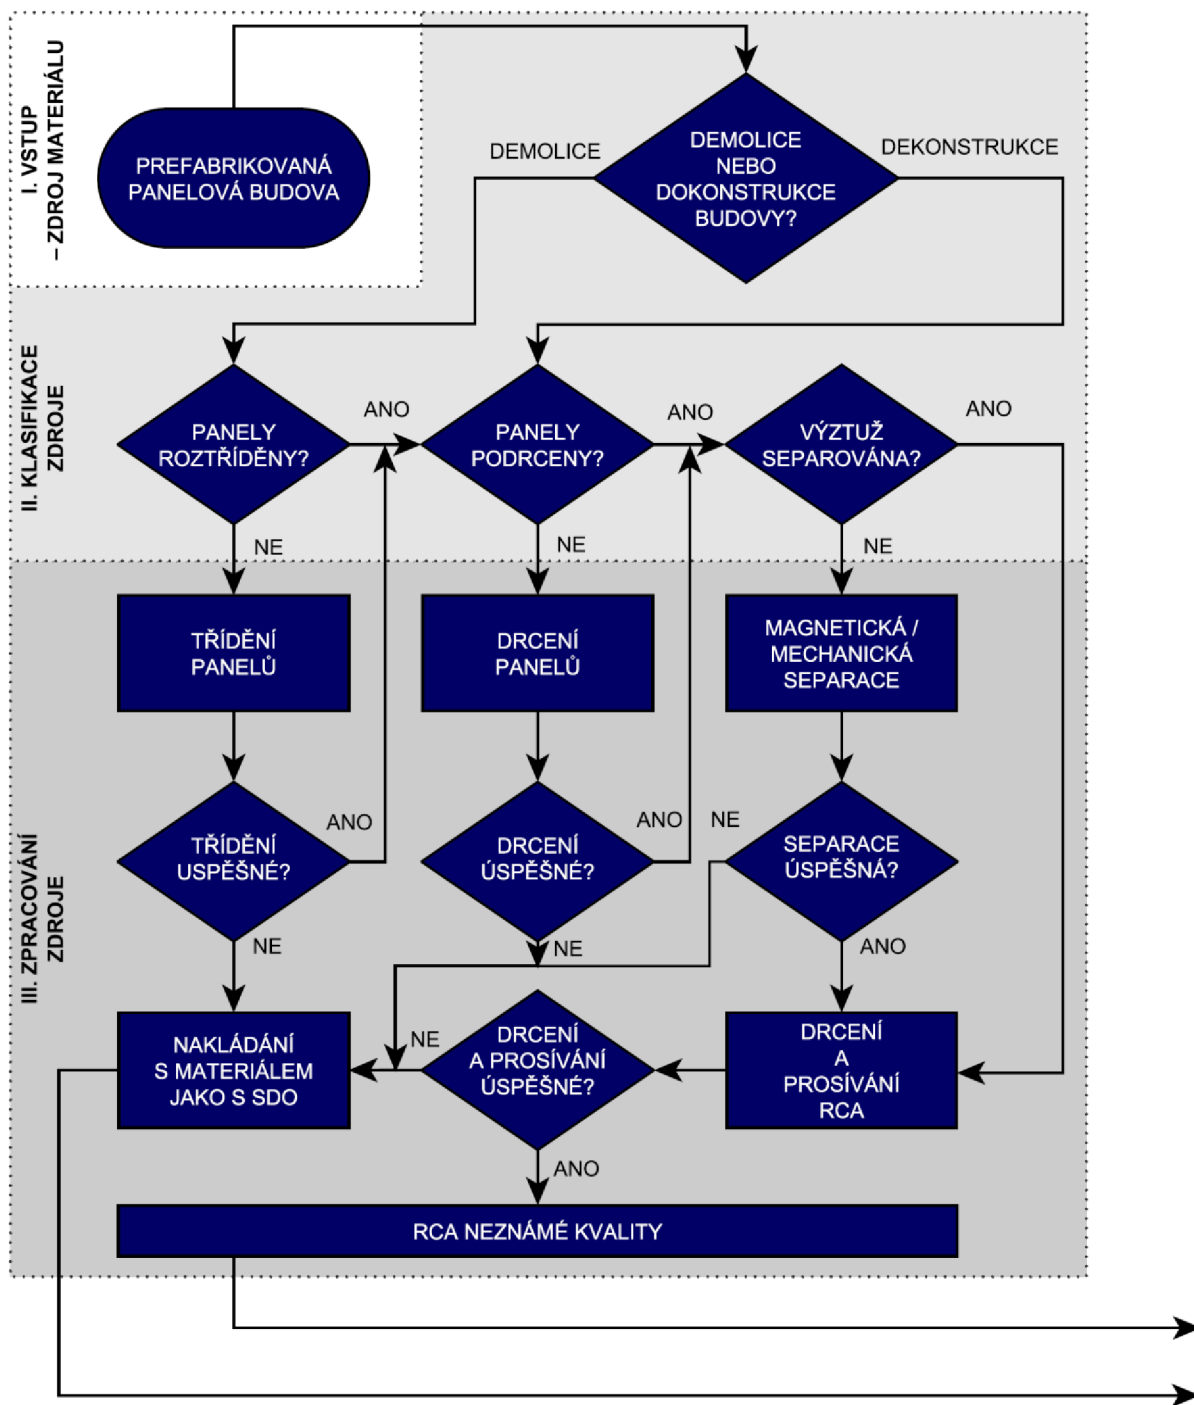 I. VSTUP
– ZDROJ MATERIÁLU
PREFABRIKOVANÁ
PANELOVÁ BUDOVA
DEMOLICE
DEMOLICE
NEBO
DOKONSTRUKCE
BUDOVY?
DEKONSTRUKCE
II. KLASIFIKACE
ZDROJE
PANELY
ROZTŘÍDĚNY?
ANO
PANELY
PODRCENY?
ANO
VÝZTUŽ
SEPAROVÁNA?
ANO
NE
NE
NE
III. ZPRACOVÁNÍ
ZDROJE
TŘÍDĚNÍ
PANELŮ
DRCENÍ
PANELŮ
MAGNETICKÁ /
MECHANICKÁ
SEPARACE
TŘÍDĚNÍ
USPĚŠNÉ?
ANO
DRCENÍ
ÚSPĚŠNÉ?
ANO
NE
SEPARACE
ÚSPĚŠNÁ?
NE
NE
ANO
NAKLÁDÁNÍ
S MATERIÁLEM
JAKO S SDO
NE
DRCENÍ
A PROSÍVÁNÍ
ÚSPĚŠNÉ?
DRCENÍ
A
PROSÍVÁNÍ
RCA
ANO
RCA NEZNÁMÉ KVALITY